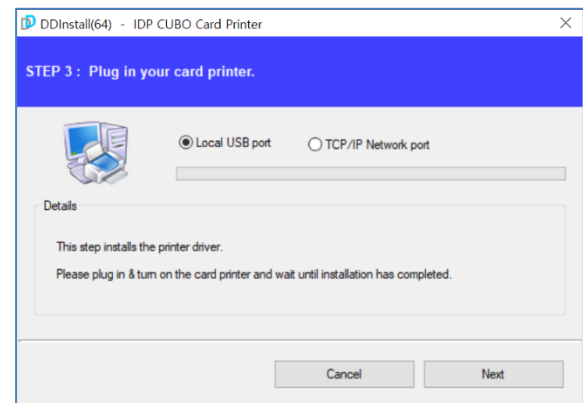 DDInstall(64) - IDP CUBO Card Printer
STEP 3 : Plug in your card printer.
Local USB port
TCP/IP Network port
Details
This step installs the printer driver.
Please plug in & turn on the card printer and wait until installation has completed.
Cancel
Next